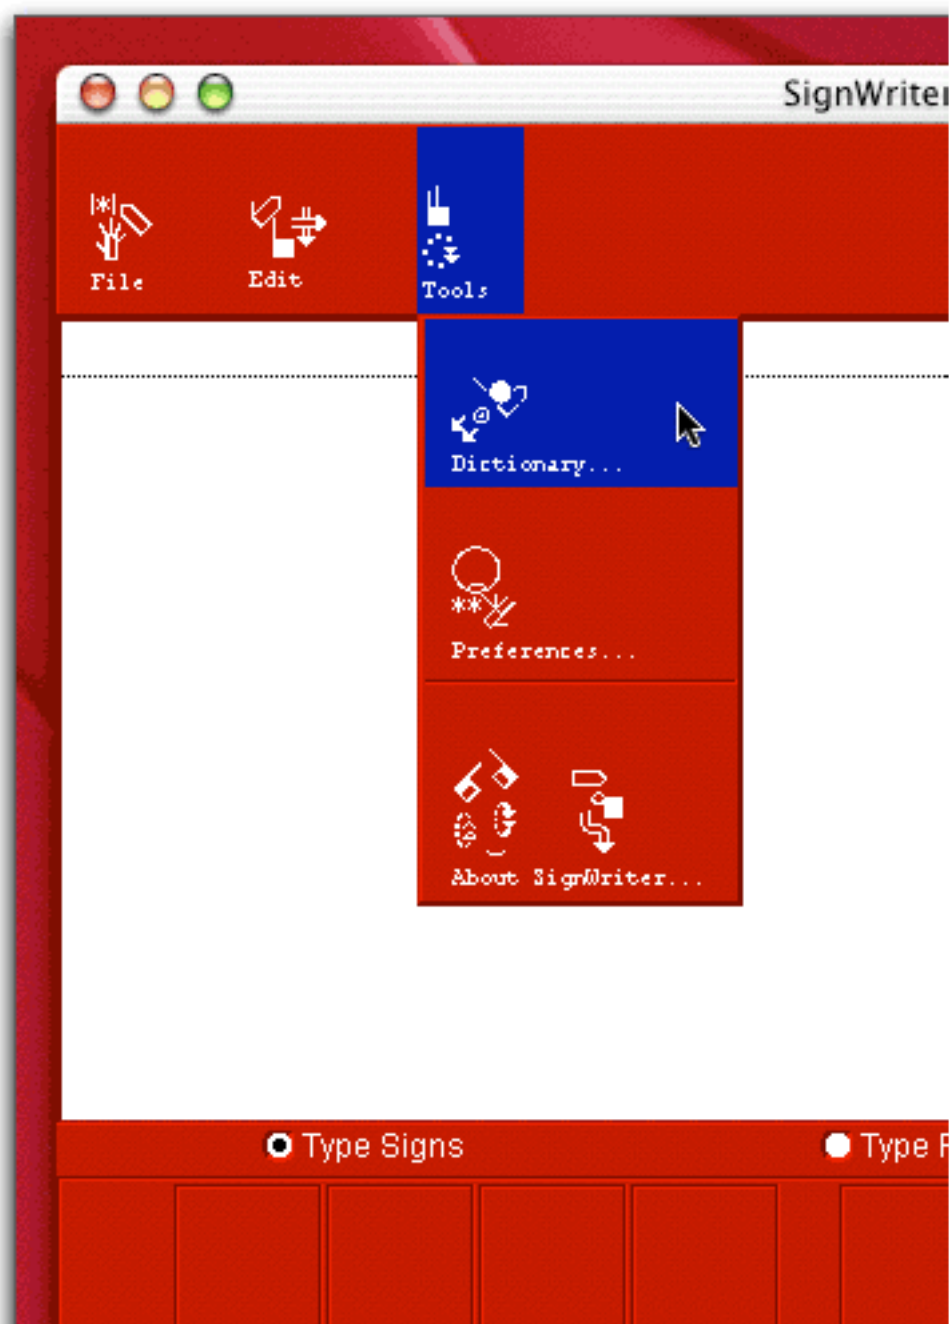 SignWriter
File
Edit
Tools
Dictionary...
Preferences...
About SignWriter...
Type Signs
Type